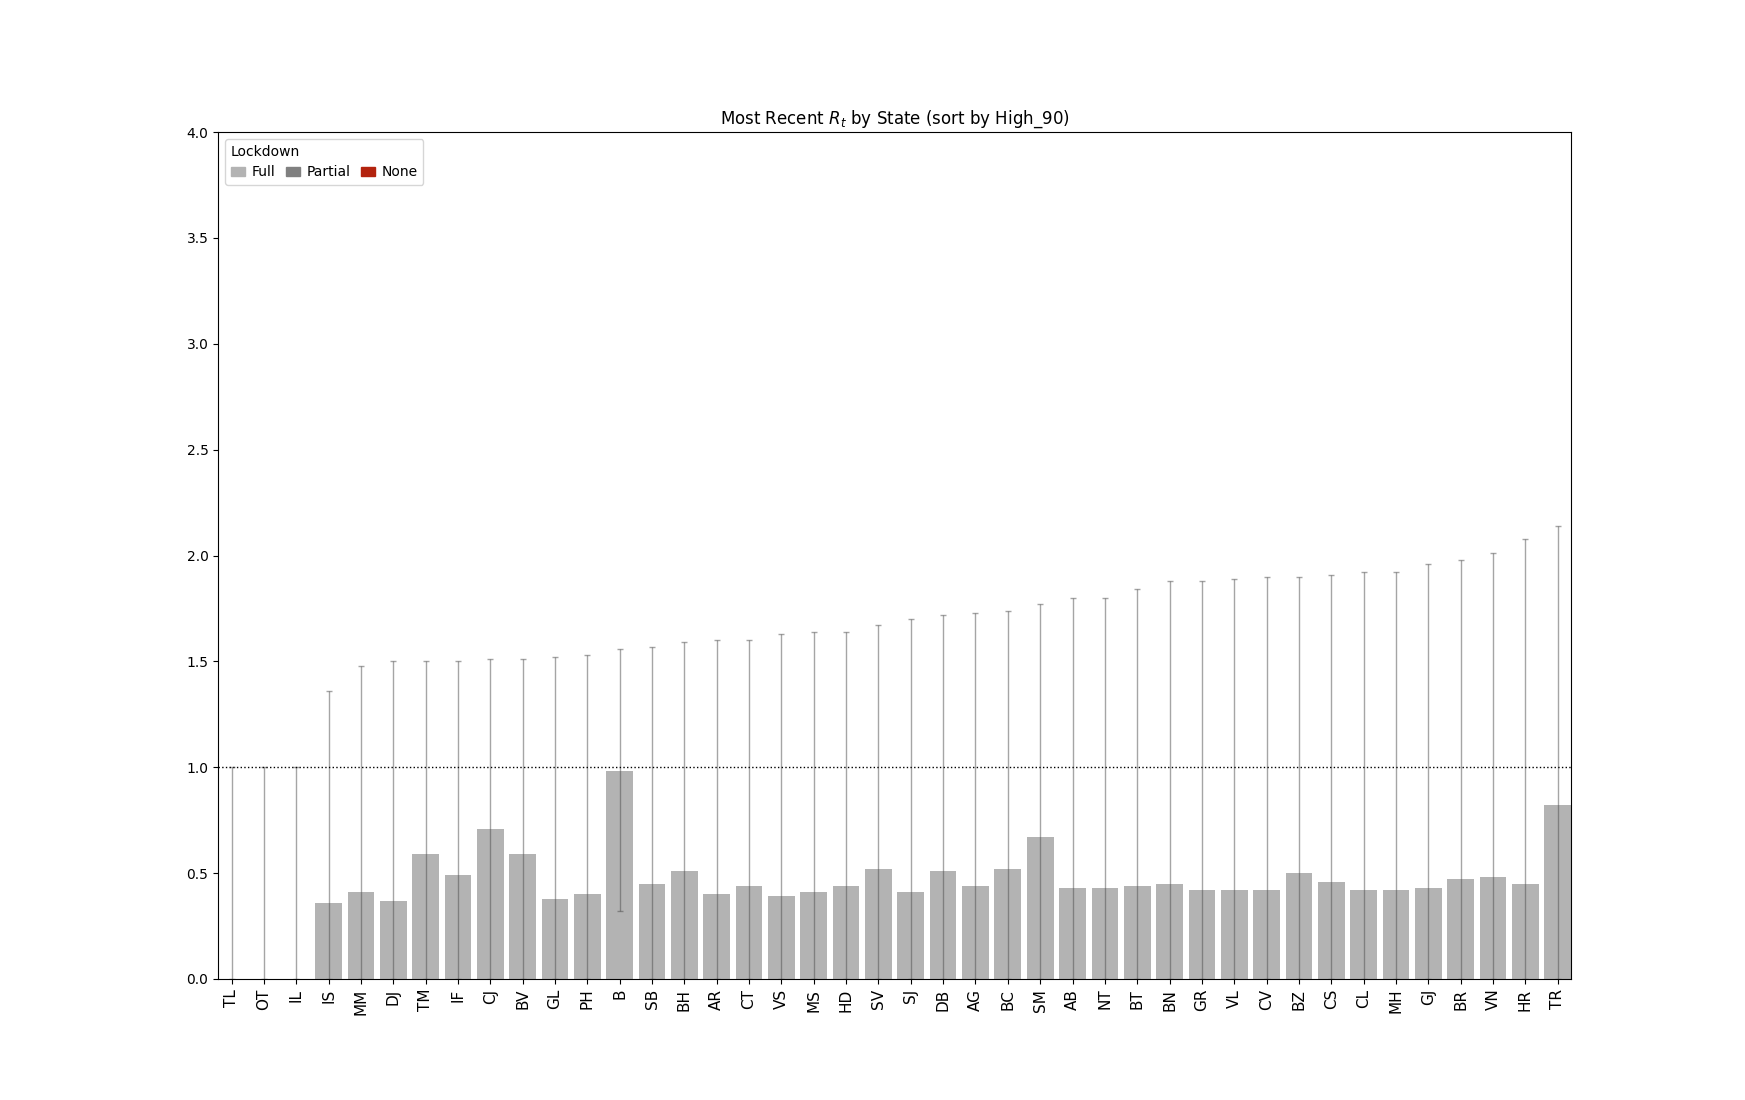 Most Recent R_t by State (sort by High_90)
Lockdown
Full Partial None
4.0
3.5
3.0
2.5
2.0
1.5
1.0
0.5
0.0
TL OT IL IS MM DJ TM IF CJ BV GL PH B SB BH AR CT VS MS HD SV SJ DB AG BC SM AB NT BT BN GR VL CV BZ CS CL MH GJ BR VN HR TR